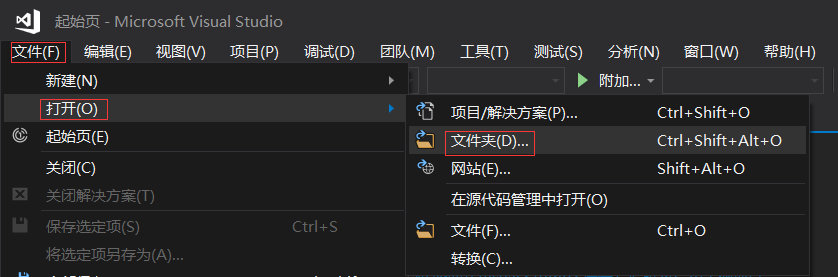 起始页 - Microsoft Visual Studio
文件(F) 编辑(E) 视图(V) 项目(P) 调试(D) 团队(M) 工具(T) 测试(S) 分析(N) 窗口(W) 帮助(H)
附加...
新建(N)
打开(O)
起始页(E)
关闭(C)
关闭解决方案(T)
保存选定项(S) Ctrl+S
将选定项另存为(A)...
项目/解决方案(P)... Ctrl+Shift+O
文件夹(D)... Ctrl+Shift+Alt+O
网站(E)... Shift+Alt+O
在源代码管理中打开(O)
文件(F)... Ctrl+O
转换(C)...